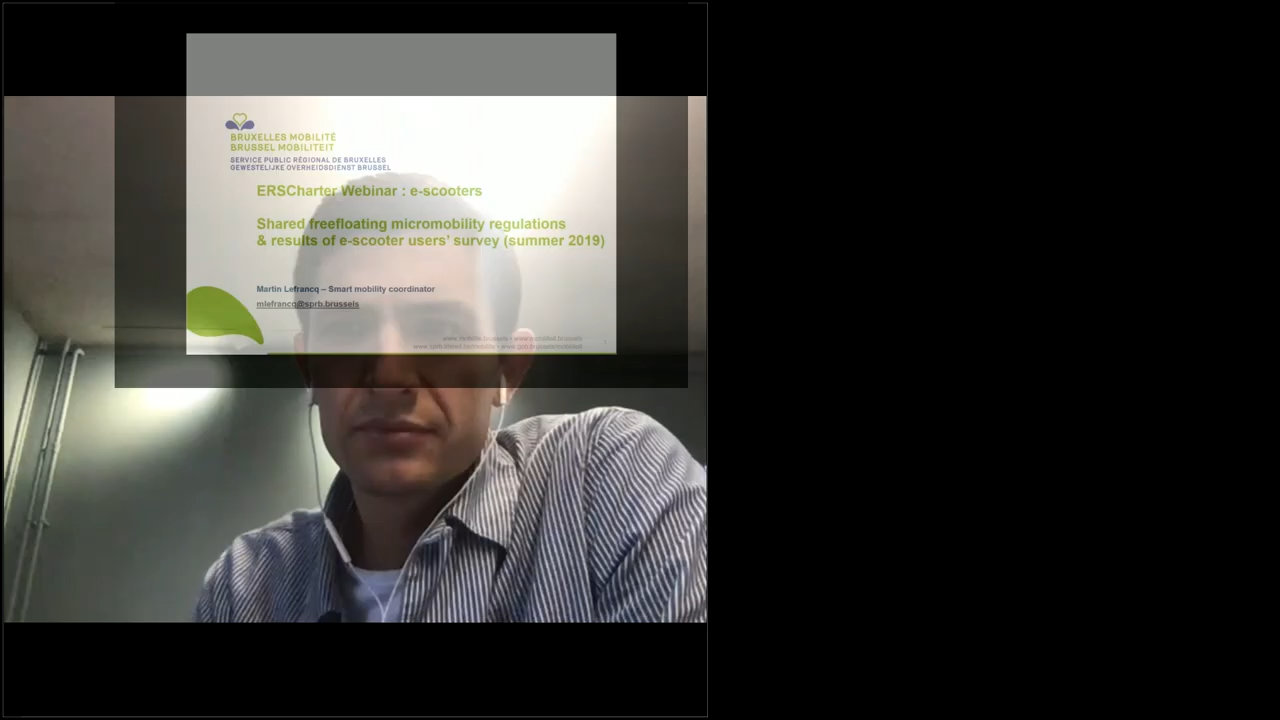 BRUXELLES MOBILITÉ
BRUSSEL MOBILITEIT
SERVICE PUBLIC RÉGIONAL DE BRUXELLES
GEWESTELIJKE OVERHEIDSDIENST BRUSSEL
ERSCharter Webinar : e-scooters
Shared freefloating micromobility regulations
& results of e-scooter users’ survey (summer 2019)
Martin Lefrancq – Smart mobility coordinator
mlefrancq@sprb.brussels